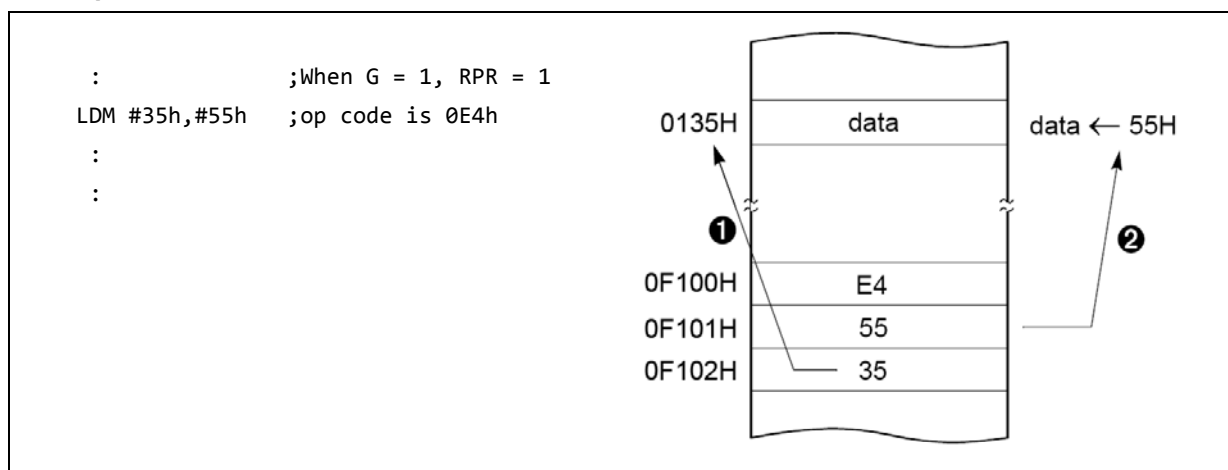 :                ;When G = 1, RPR = 1
LDM #35h,#55h   ;op code is 0E4h
:
:
0135H data data ← 55H
❶
❷
0F100H E4
0F101H 55
0F102H 35